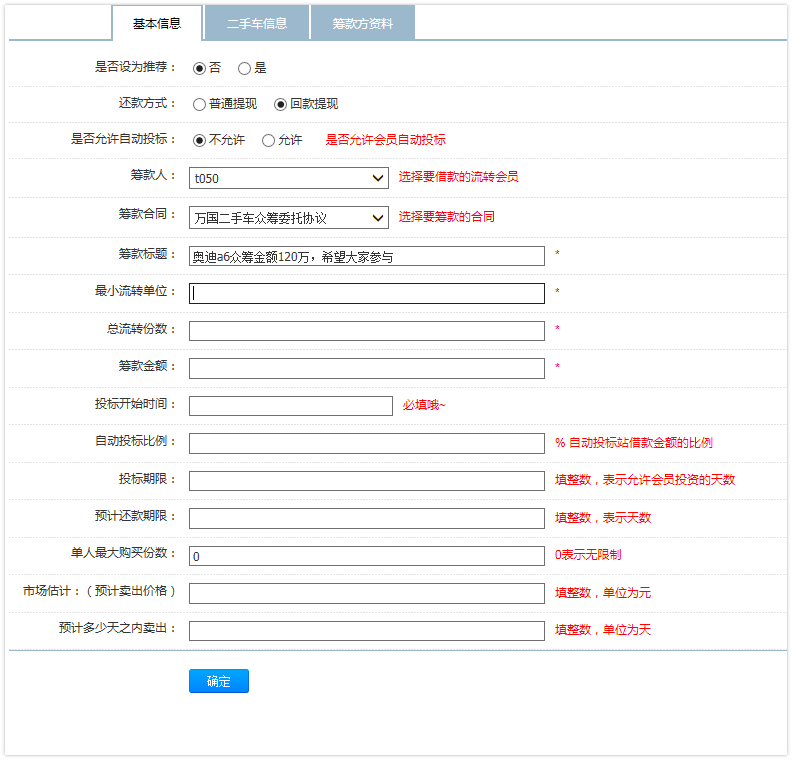 基本信息 二手车信息 筹款方资料
是否设为推荐： 否 是
还款方式： 普通提现 回款提现
是否允许自动投标： 不允许 允许 是否允许会员自动投标
筹款人： t050 选择要借款的流转会员
筹款合同： 万国二手车众筹委托协议 选择要筹款的合同
筹款标题： 奥迪a6众筹金额120万，希望大家参与 *
最小流转单位： *
总流转份数： *
筹款金额： *
投标开始时间： 必填哦~
自动投标比例： % 自动投标站借款金额的比例
投标期限： 填整数，表示允许会员投资的天数
预计还款期限： 填整数，表示天数
单人最大购买份数： 0 0表示无限制
市场估计：（预计卖出价格） 填整数，单位为元
预计多少天之内卖出： 填整数，单位为天
确定